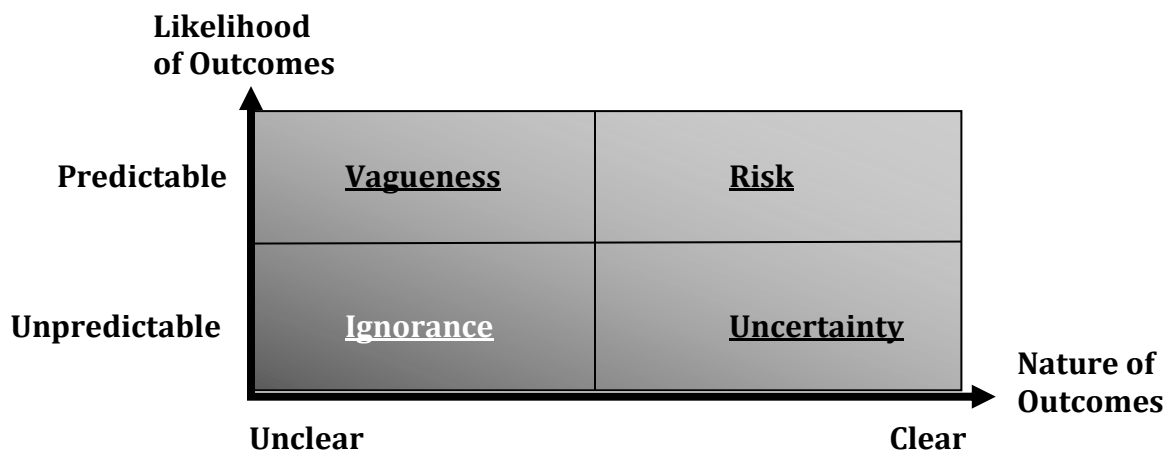 Likelihood
of Outcomes
Predictable
Vagueness
Risk
Unpredictable
Ignorance
Uncertainty
Nature of
Outcomes
Unclear
Clear